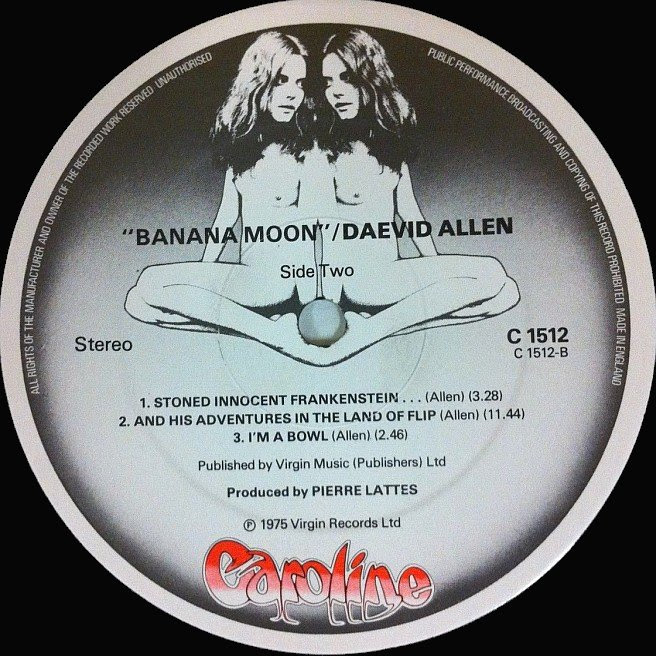 ALL RIGHTS OF THE MANUFACTURER AND OWNER OF THE RECORDED WORK RESERVED UNAUTHORISED
PUBLIC PERFORMANCE BROADCASTING AND COPYING OF THIS RECORD PROHIBITED MADE IN ENGLAND
"BANANA MOON"/DAEVID ALLEN
Side Two
Stereo
C 1512
C 1512-B
1. STONED INNOCENT FRANKENSTEIN . . . (Allen) (3.28)
2. AND HIS ADVENTURES IN THE LAND OF FLIP (Allen) (11.44)
3. I'M A BOWL (Allen) (2.46)
Published by Virgin Music (Publishers) Ltd
Produced by PIERRE LATTES
℗ 1975 Virgin Records Ltd
Caroline